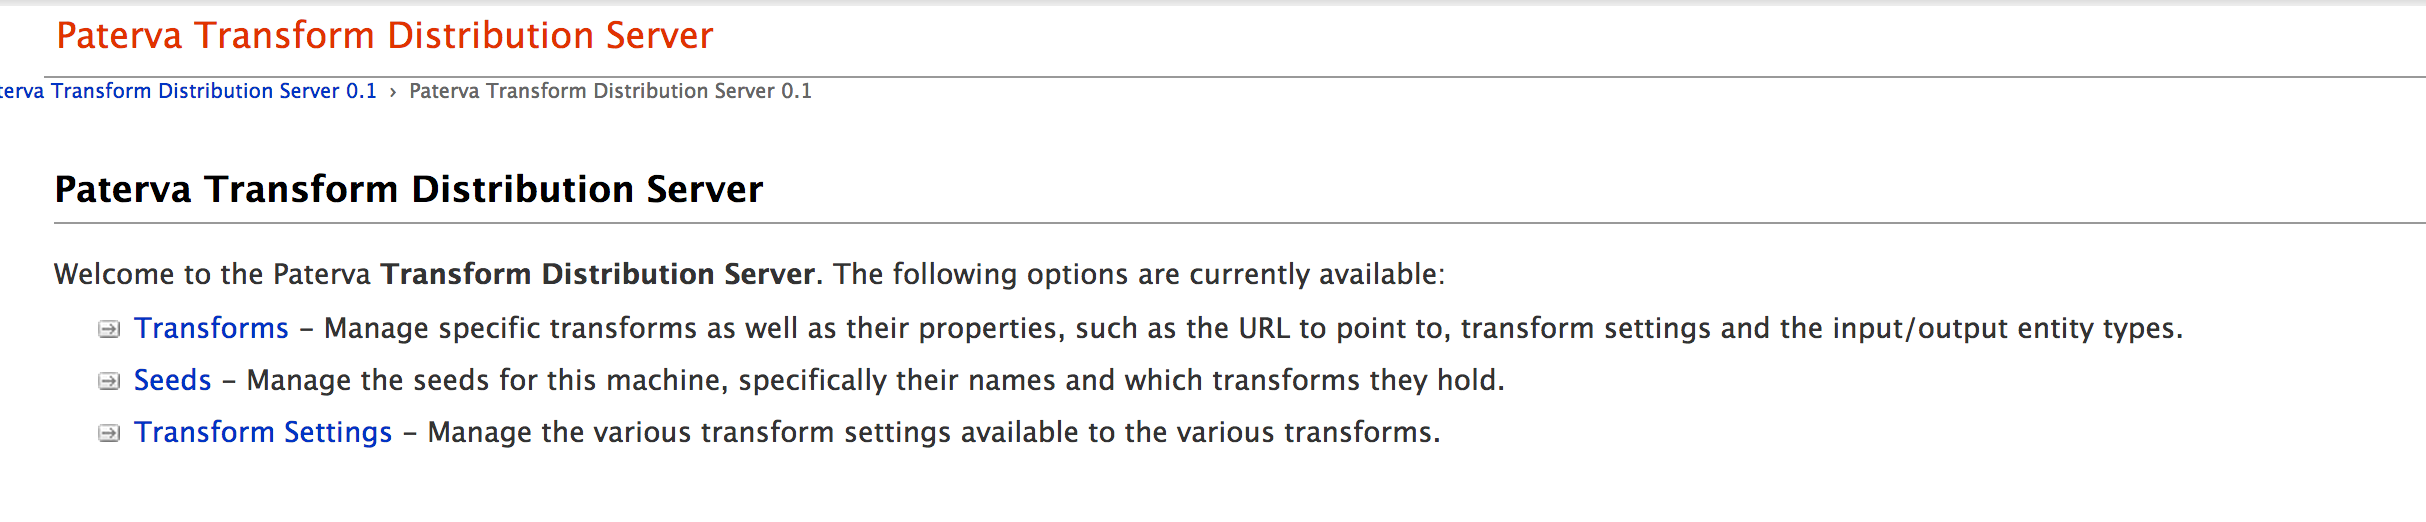 Paterva Transform Distribution Server
terva Transform Distribution Server 0.1 › Paterva Transform Distribution Server 0.1
Paterva Transform Distribution Server
Welcome to the Paterva Transform Distribution Server. The following options are currently available:
Transforms – Manage specific transforms as well as their properties, such as the URL to point to, transform settings and the input/output entity types.
Seeds – Manage the seeds for this machine, specifically their names and which transforms they hold.
Transform Settings – Manage the various transform settings available to the various transforms.